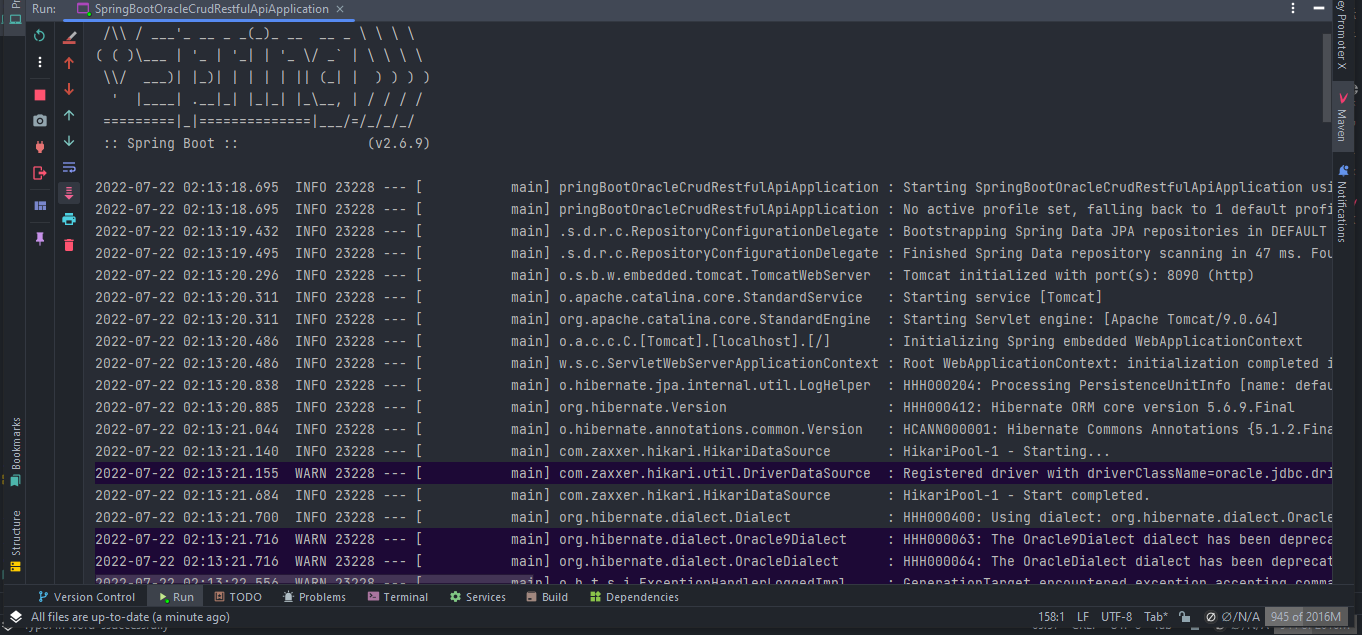 Run: SpringBootOracleCrudRestfulApiApplication ×
/\\ / ___'_ __ _ _(_)_ __  __ _ \ \ \ \
( ( )\___ | '_ | '_| | '_ \/ _` | \ \ \ \
\\/  ___)| |_)| | | | | || (_| |  ) ) ) )
'  |____| .__|_| |_|_| |_\__, | / / / /
=========|_|==============|___/=/_/_/_/
:: Spring Boot ::                (v2.6.9)
2022-07-22 02:13:18.695  INFO 23228 --- [           main] pringBootOracleCrudRestfulApiApplication : Starting SpringBootOracleCrudRestfulApiApplication usi
2022-07-22 02:13:18.695  INFO 23228 --- [           main] pringBootOracleCrudRestfulApiApplication : No active profile set, falling back to 1 default profi
2022-07-22 02:13:19.432  INFO 23228 --- [           main] .s.d.r.c.RepositoryConfigurationDelegate : Bootstrapping Spring Data JPA repositories in DEFAULT
2022-07-22 02:13:19.495  INFO 23228 --- [           main] .s.d.r.c.RepositoryConfigurationDelegate : Finished Spring Data repository scanning in 47 ms. Fou
2022-07-22 02:13:20.296  INFO 23228 --- [           main] o.s.b.w.embedded.tomcat.TomcatWebServer  : Tomcat initialized with port(s): 8090 (http)
2022-07-22 02:13:20.311  INFO 23228 --- [           main] o.apache.catalina.core.StandardService   : Starting service [Tomcat]
2022-07-22 02:13:20.311  INFO 23228 --- [           main] org.apache.catalina.core.StandardEngine  : Starting Servlet engine: [Apache Tomcat/9.0.64]
2022-07-22 02:13:20.486  INFO 23228 --- [           main] o.a.c.c.C.[Tomcat].[localhost].[/]       : Initializing Spring embedded WebApplicationContext
2022-07-22 02:13:20.486  INFO 23228 --- [           main] w.s.c.ServletWebServerApplicationContext : Root WebApplicationContext: initialization completed i
2022-07-22 02:13:20.838  INFO 23228 --- [           main] o.hibernate.jpa.internal.util.LogHelper  : HHH000204: Processing PersistenceUnitInfo [name: defau
2022-07-22 02:13:20.885  INFO 23228 --- [           main] org.hibernate.Version                    : HHH000412: Hibernate ORM core version 5.6.9.Final
2022-07-22 02:13:21.044  INFO 23228 --- [           main] o.hibernate.annotations.common.Version   : HCANN000001: Hibernate Commons Annotations {5.1.2.Fina
2022-07-22 02:13:21.140  INFO 23228 --- [           main] com.zaxxer.hikari.HikariDataSource       : HikariPool-1 - Starting...
2022-07-22 02:13:21.155  WARN 23228 --- [           main] com.zaxxer.hikari.util.DriverDataSource  : Registered driver with driverClassName=oracle.jdbc.dri
2022-07-22 02:13:21.684  INFO 23228 --- [           main] com.zaxxer.hikari.HikariDataSource       : HikariPool-1 - Start completed.
2022-07-22 02:13:21.700  INFO 23228 --- [           main] org.hibernate.dialect.Dialect            : HHH000400: Using dialect: org.hibernate.dialect.Oracle
2022-07-22 02:13:21.716  WARN 23228 --- [           main] org.hibernate.dialect.Oracle9Dialect     : HHH000063: The Oracle9Dialect dialect has been depreca
2022-07-22 02:13:21.716  WARN 23228 --- [           main] org.hibernate.dialect.OracleDialect      : HHH000064: The OracleDialect dialect has been deprecat
2022-07-22 02:13:22.556  WARN 23228 --- [           main] o.h.t.s.i.ExceptionHandlerLoggedImpl     : GenerationTarget encountered exception accepting comma
Bookmarks
Structure
ey Promoter X
Maven
Notifications
Version Control Run TODO Problems Terminal Services Build Dependencies
All files are up-to-date (a minute ago) 158:1 LF UTF-8 Tab* ∅/N/A 945 of 2016M